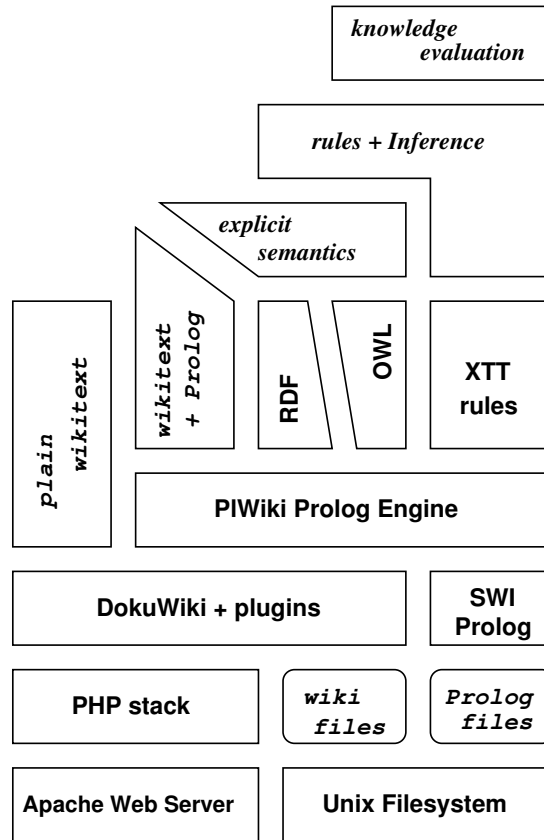 knowledge
evaluation
rules + Inference
explicit
semantics
plain
wikitext
wikitext
+ Prolog
RDF
OWL
XTT
rules
PlWiki Prolog Engine
DokuWiki + plugins
SWI
Prolog
PHP stack
wiki
files
Prolog
files
Apache Web Server
Unix Filesystem